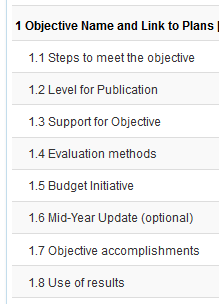 1 Objective Name and Link to Plans
1.1 Steps to meet the objective
1.2 Level for Publication
1.3 Support for Objective
1.4 Evaluation methods
1.5 Budget Initiative
1.6 Mid-Year Update (optional)
1.7 Objective accomplishments
1.8 Use of results